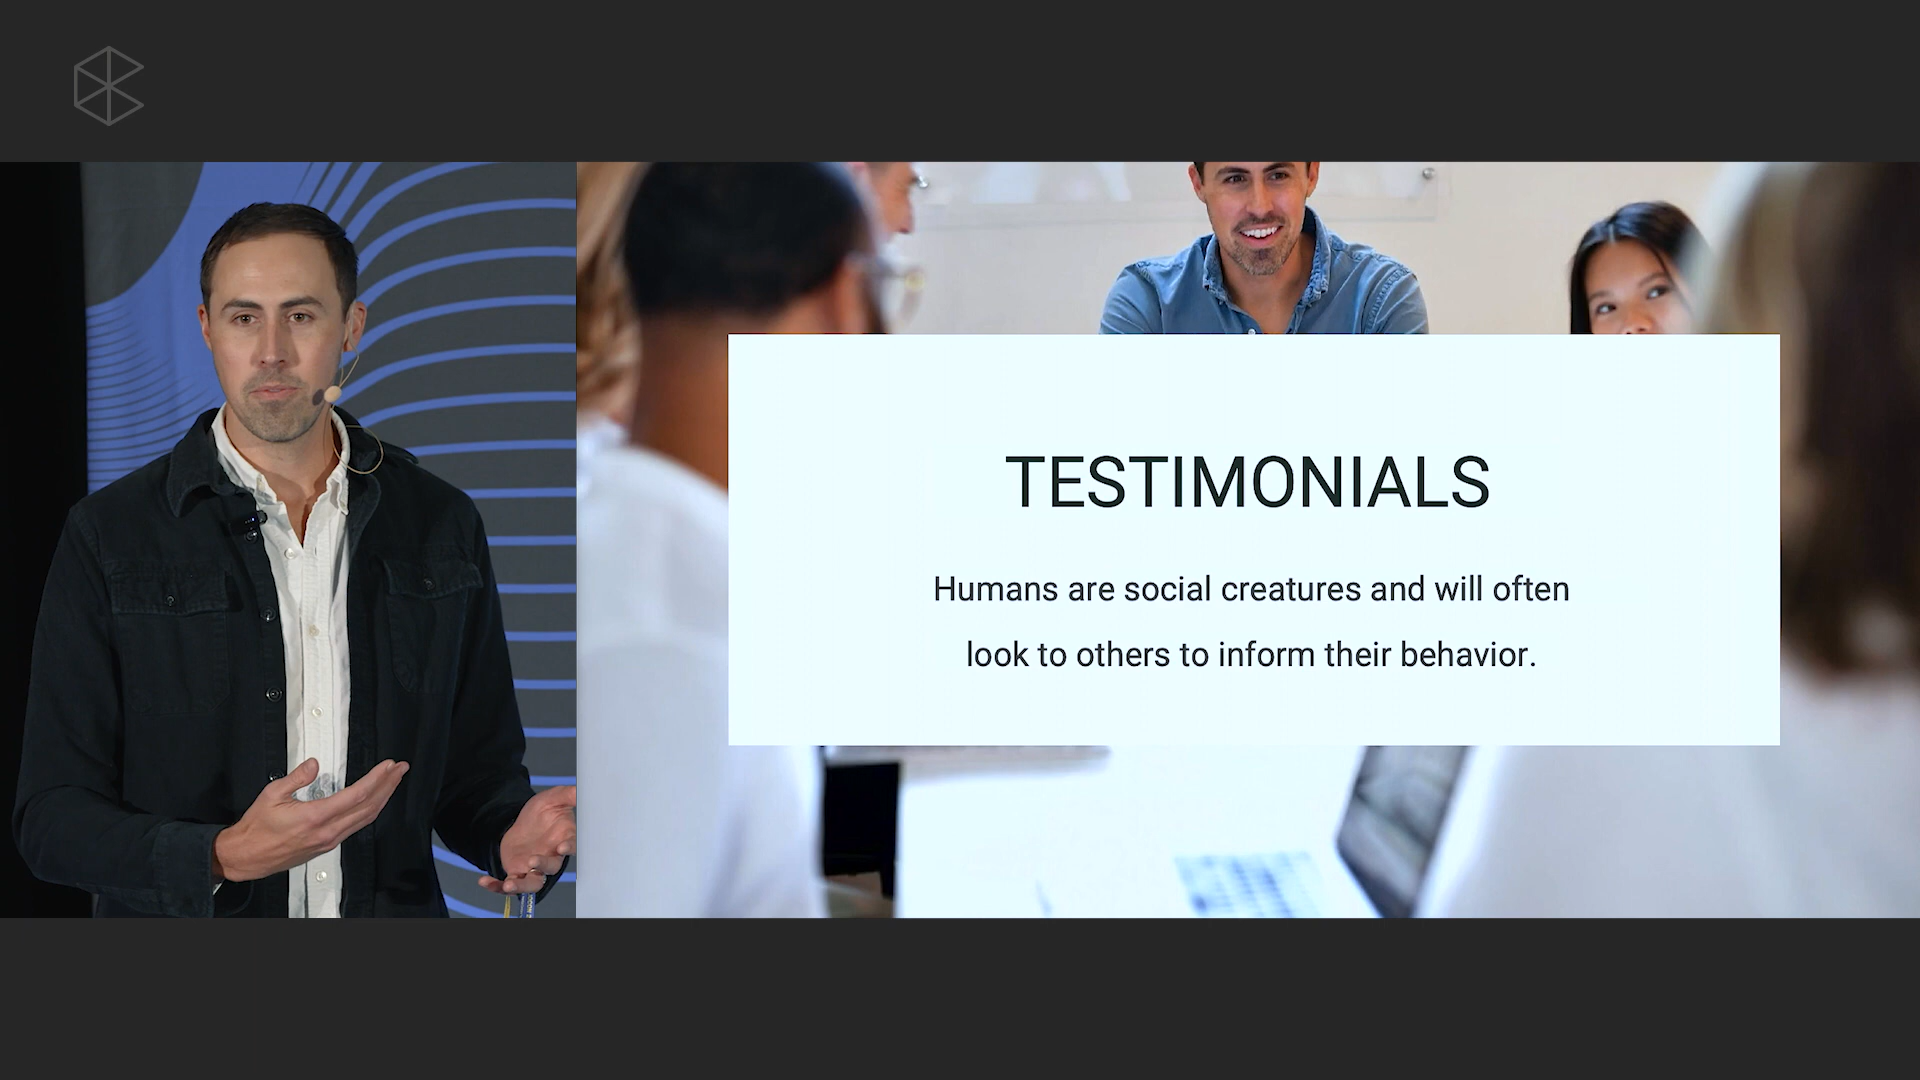 TESTIMONIALS
Humans are social creatures and will often
look to others to inform their behavior.